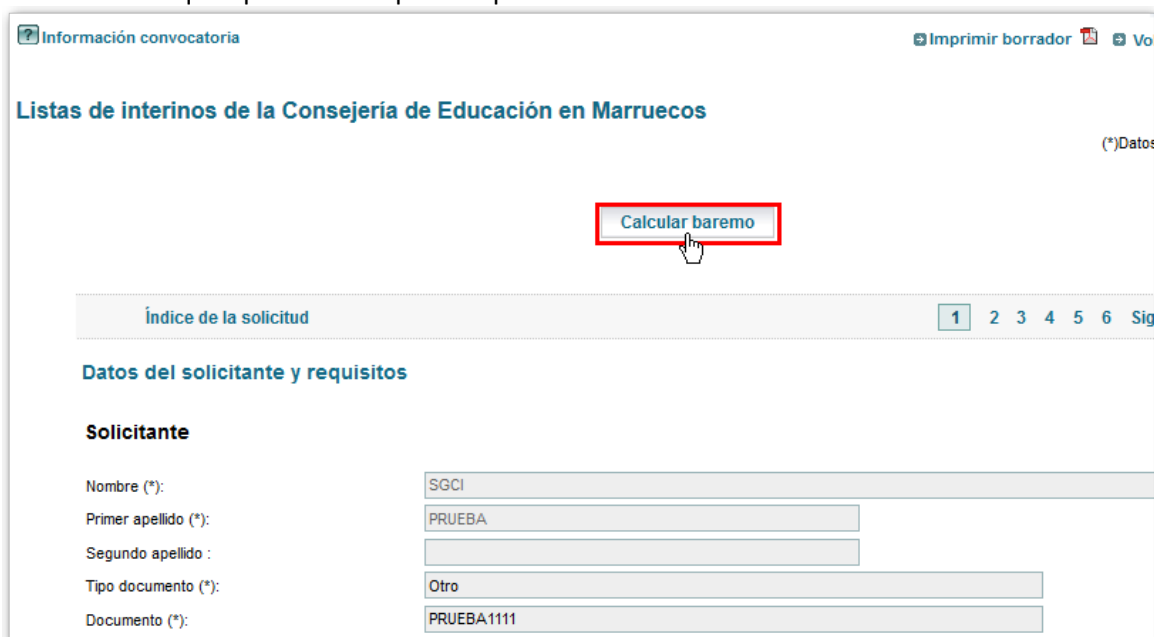 Información convocatoria
Imprimir borrador Vol
Listas de interinos de la Consejería de Educación en Marruecos
(*)Datos
Calcular baremo
Índice de la solicitud 1 2 3 4 5 6 Sig
Datos del solicitante y requisitos
Solicitante
Nombre (*): SGCI
Primer apellido (*): PRUEBA
Segundo apellido :
Tipo documento (*): Otro
Documento (*): PRUEBA1111